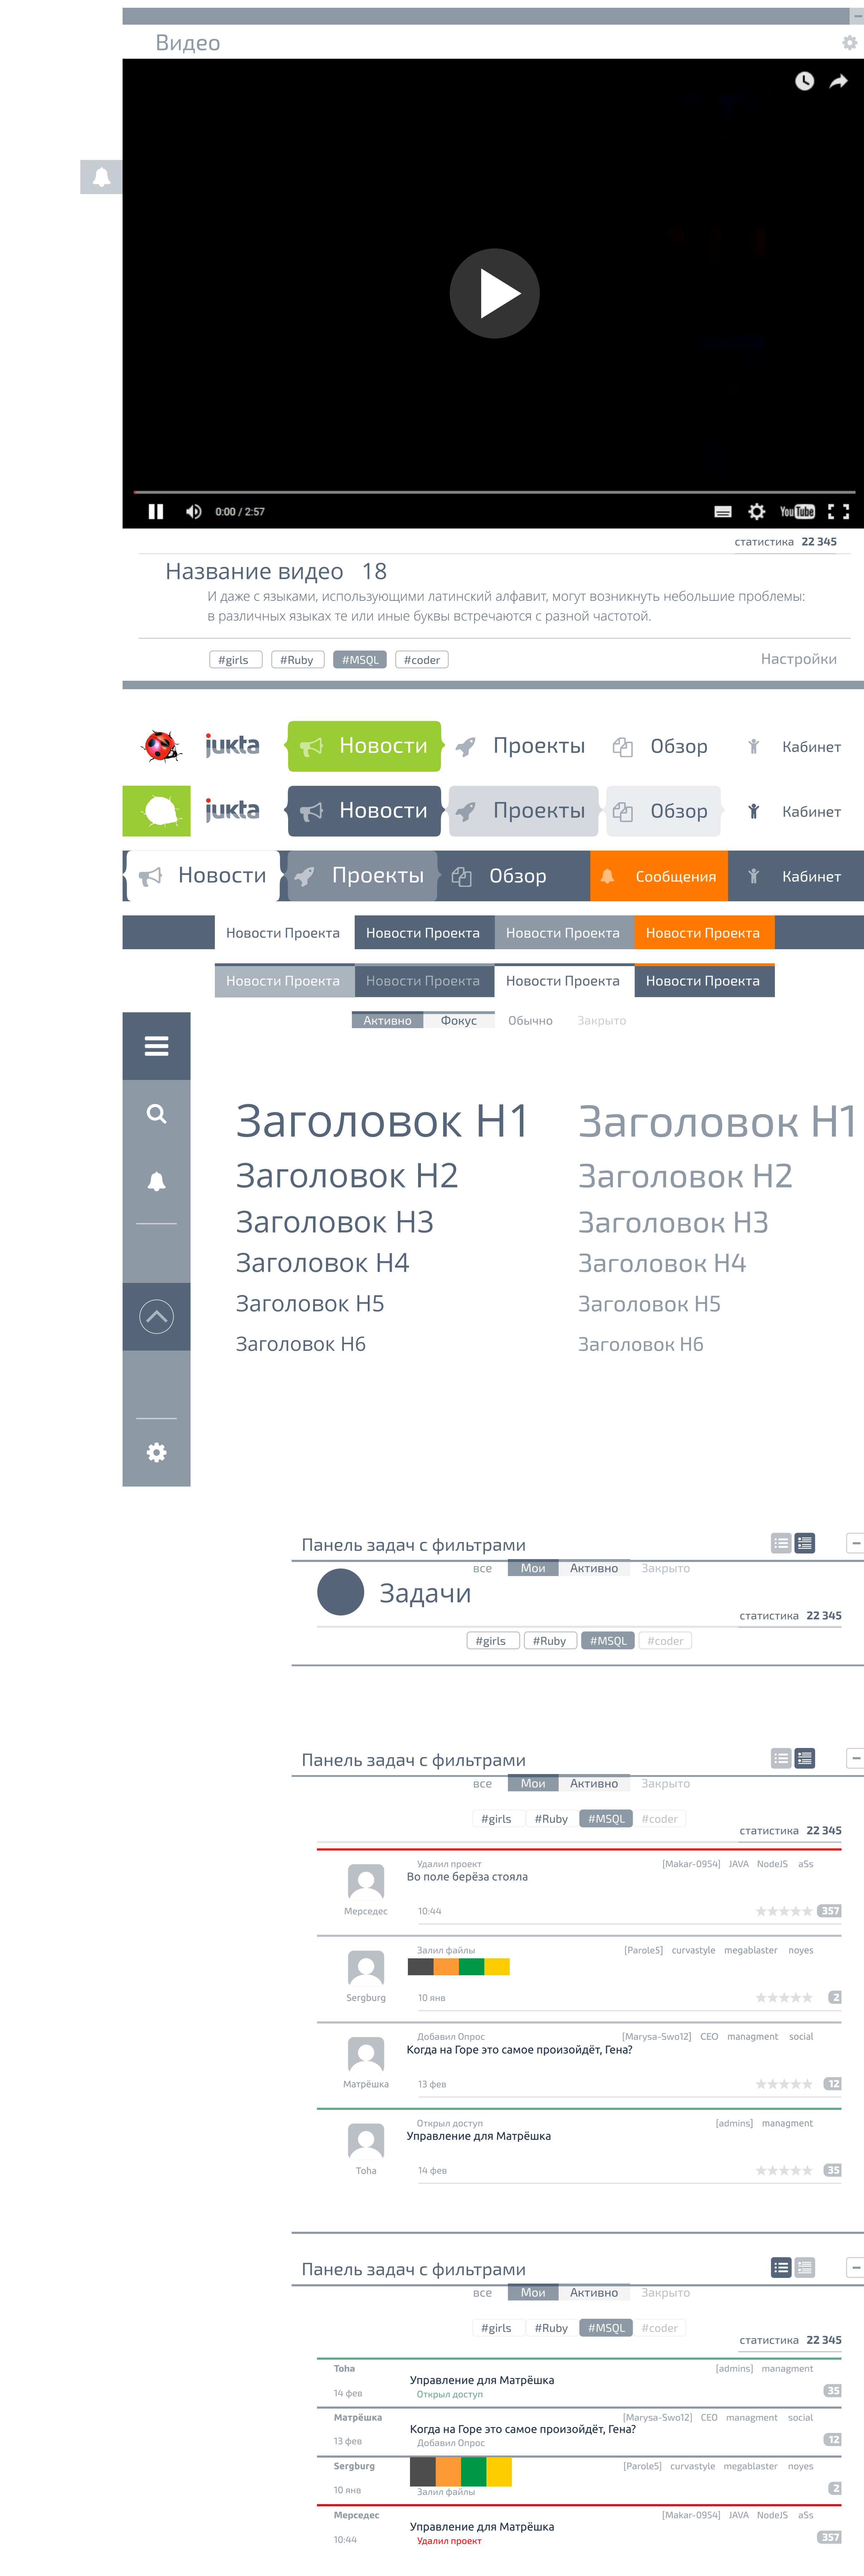 Видео
0:00 / 2:57
YouTube
статистика 22 345
Название видео 18
И даже с языками, использующими латинский алфавит, могут возникнуть небольшие проблемы:
в различных языках те или иные буквы встречаются с разной частотой.
#girls #Ruby #MSQL #coder Настройки
jukta Новости Проекты Обзор Кабинет
jukta Новости Проекты Обзор Кабинет
Новости Проекты Обзор Сообщения Кабинет
Новости Проекта Новости Проекта Новости Проекта Новости Проекта
Новости Проекта Новости Проекта Новости Проекта Новости Проекта
Активно Фокус Обычно Закрыто
Заголовок H1 Заголовок H1
Заголовок H2 Заголовок H2
Заголовок H3 Заголовок H3
Заголовок H4 Заголовок H4
Заголовок H5 Заголовок H5
Заголовок H6 Заголовок H6
Панель задач с фильтрами
все Мои Активно Закрыто
Задачи
статистика 22 345
#girls #Ruby #MSQL #coder
Панель задач с фильтрами
все Мои Активно Закрыто
#girls #Ruby #MSQL #coder
статистика 22 345
Удалил проект [Makar-0954] JAVA NodeJS aSs
Во поле берёза стояла
Мерседес 10:44 357
Залил файлы [Parole5] curvastyle megablaster noyes
Sergburg 10 янв 2
Добавил Опрос [Marysa-Swo12] CEO managment social
Когда на Горе это самое произойдёт, Гена?
Матрёшка 13 фев 12
Открыл доступ [admins] managment
Управление для Матрёшка
Toha 14 фев 35
Панель задач с фильтрами
все Мои Активно Закрыто
#girls #Ruby #MSQL #coder
статистика 22 345
Toha [admins] managment
Управление для Матрёшка
14 фев Открыл доступ 35
Матрёшка [Marysa-Swo12] CEO managment social
Когда на Горе это самое произойдёт, Гена?
13 фев Добавил Опрос 12
Sergburg [Parole5] curvastyle megablaster noyes
10 янв Залил файлы 2
Мерседес [Makar-0954] JAVA NodeJS aSs
Управление для Матрёшка
10:44 Удалил проект 357